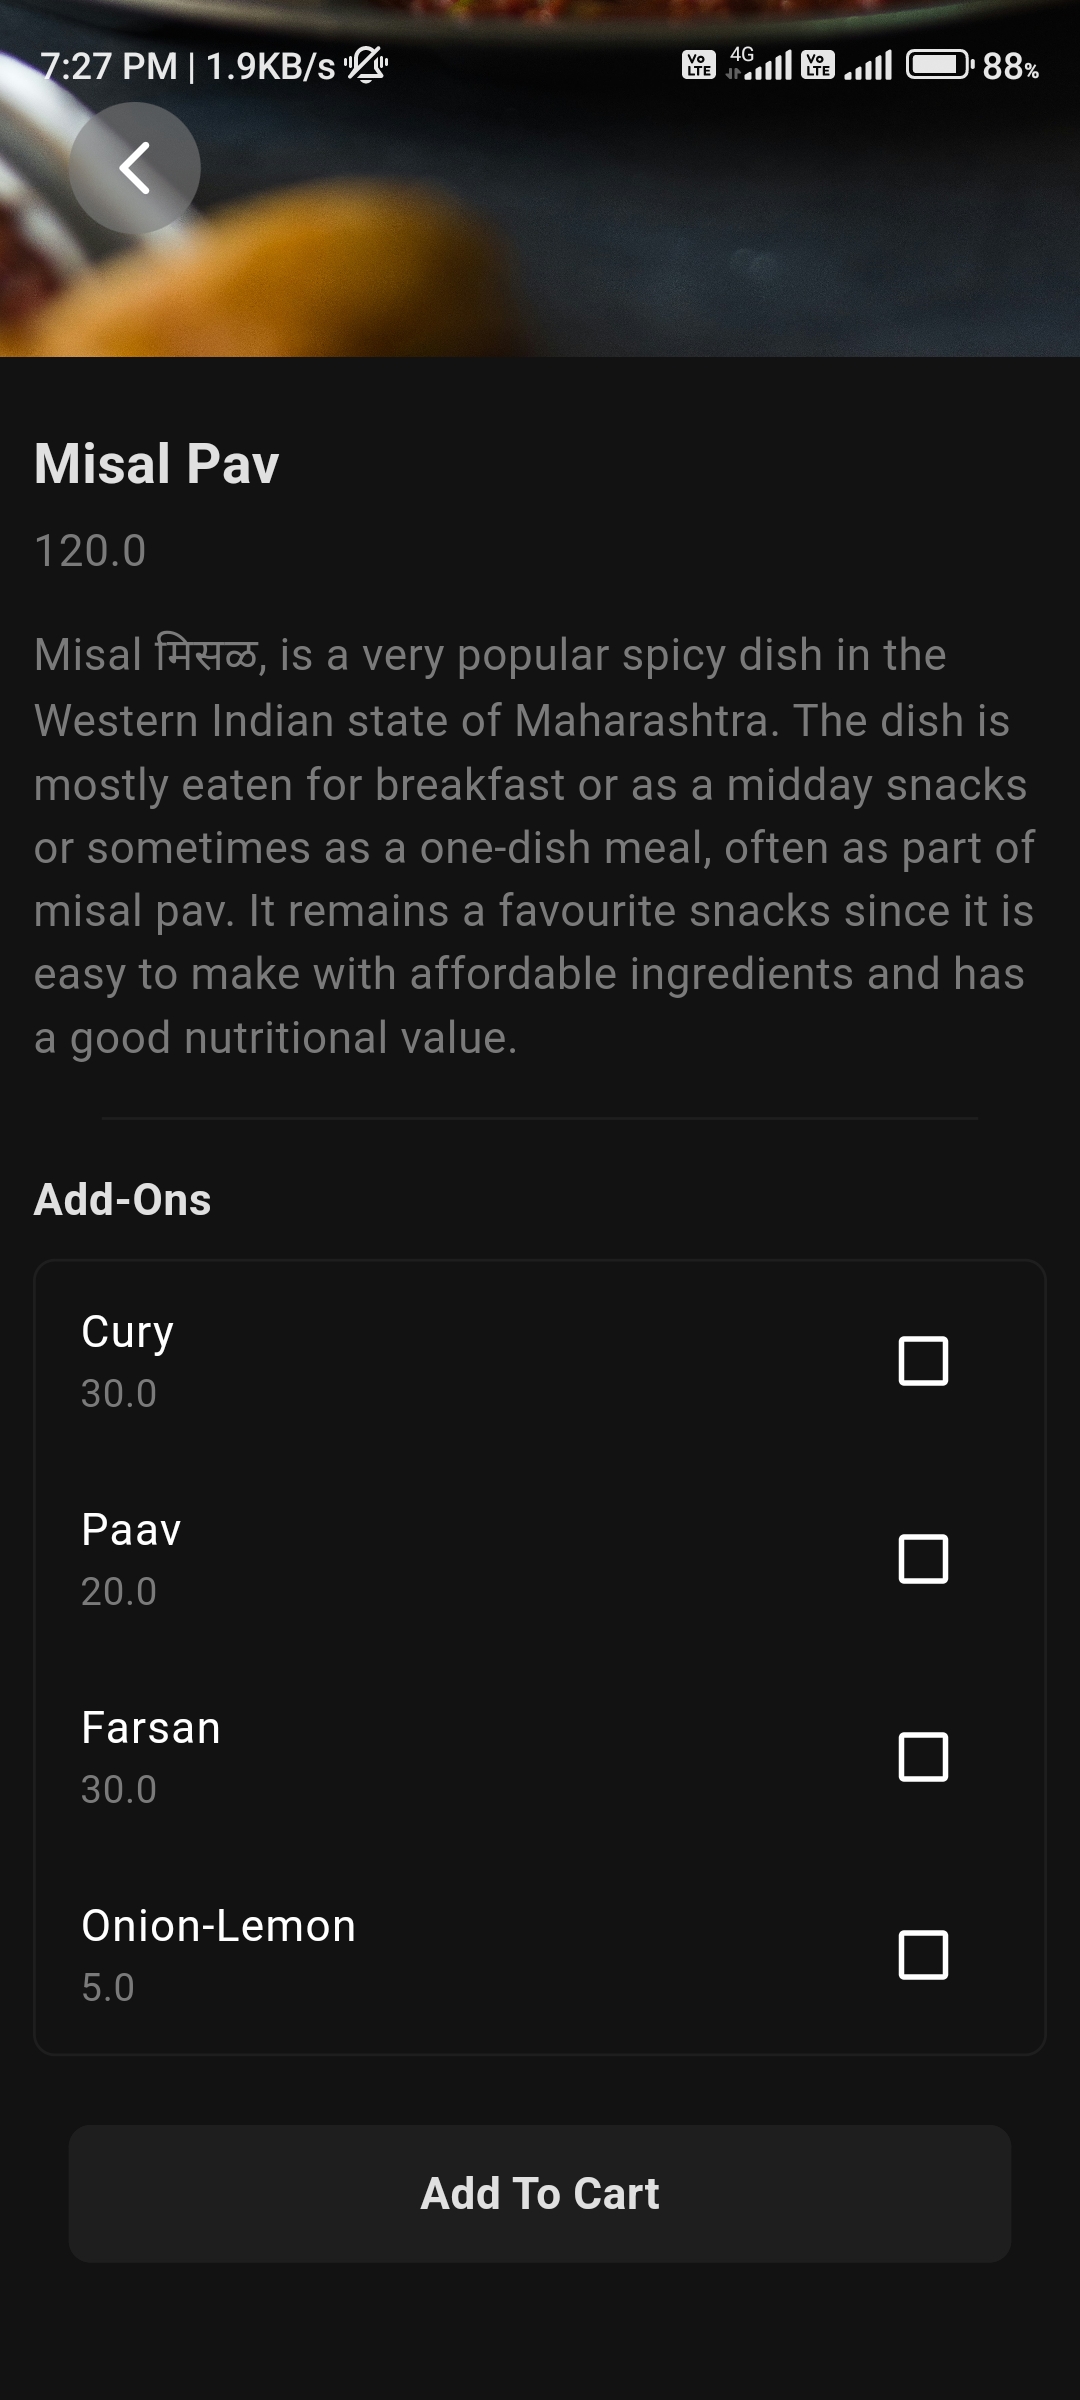 7:27 PM | 1.9KB/s 4G 88%
Misal Pav
120.0
Misal मिसळ, is a very popular spicy dish in the
Western Indian state of Maharashtra. The dish is
mostly eaten for breakfast or as a midday snacks
or sometimes as a one-dish meal, often as part of
misal pav. It remains a favourite snacks since it is
easy to make with affordable ingredients and has
a good nutritional value.
Add-Ons
Cury
30.0
Paav
20.0
Farsan
30.0
Onion-Lemon
5.0
Add To Cart